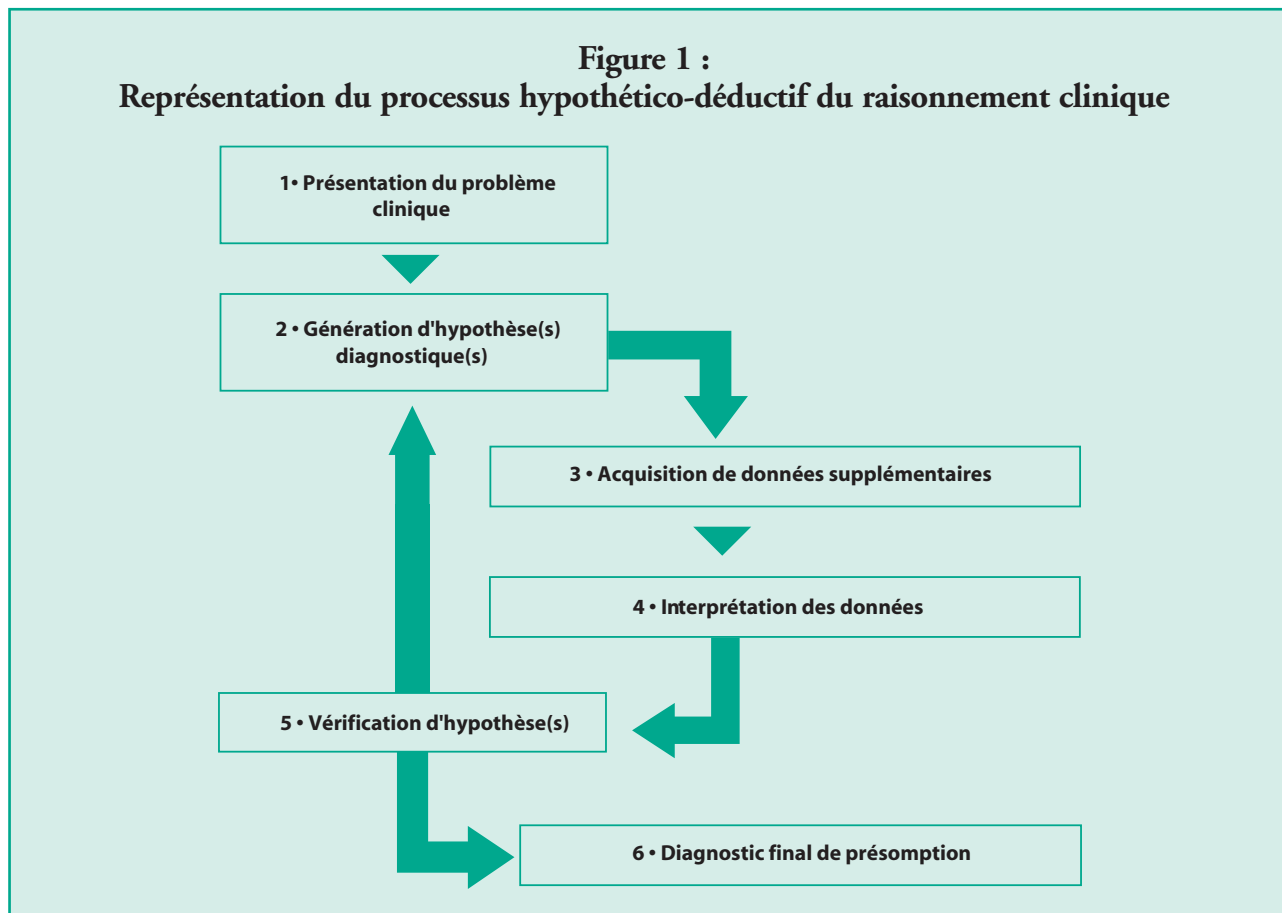 Figure 1 :
Représentation du processus hypothético-déductif du raisonnement clinique
1• Présentation du problème
clinique
2 • Génération d'hypothèse(s)
diagnostique(s)
3 • Acquisition de données supplémentaires
4 • Interprétation des données
5 • Vérification d'hypothèse(s)
6 • Diagnostic final de présomption